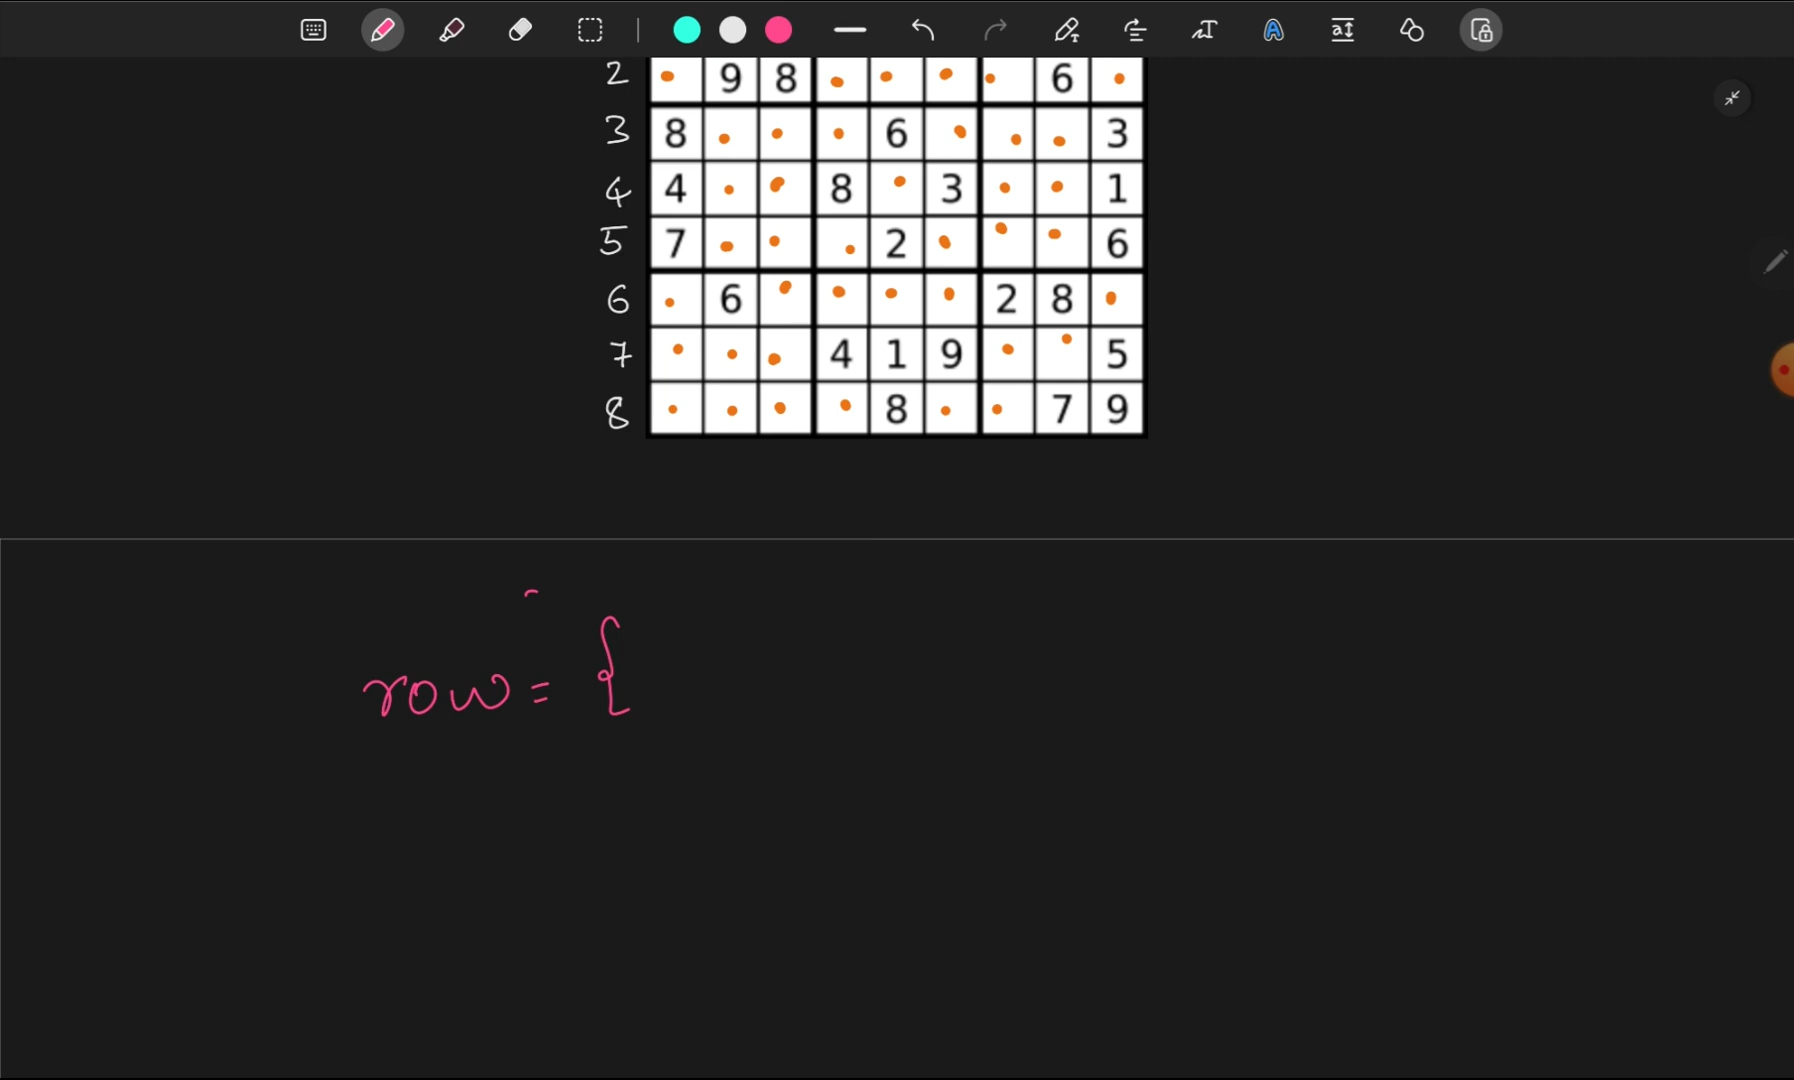 2 . 9 8 . . . . 6 .
3 8 . . . 6 . . . 3
4 4 . . 8 . 3 . . 1
5 7 . . . 2 . . . 6
6 . 6 . . . . 2 8 .
7 . . . 4 1 9 . . 5
8 . . . . 8 . . 7 9
row = {